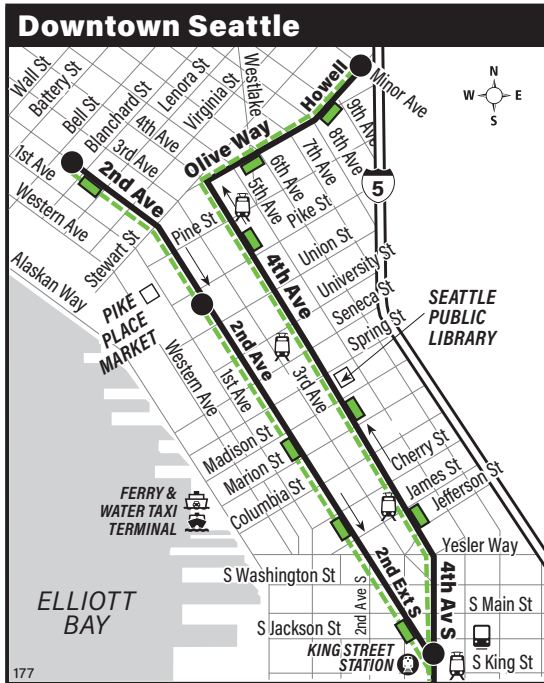 Downtown Seattle
Wall St
Battery St
Bell St
Blanchard St
4th Ave
3rd Ave
Lenora St
Virginia St
Westlake
Howell
Minor Ave
N
W E
S
9th Ave
8th Ave
7th Ave
6th Ave
5th Ave
Olive Way
1st Ave
2nd Ave
Western Ave
Pike St
5
Stewart St
Pine St
Union St
University St
Seneca St
Spring St
Alaskan Way
4th Ave
SEATTLE
PUBLIC
LIBRARY
PIKE
PLACE
MARKET
2nd Ave
3rd Ave
Western Ave
1st Ave
Madison St
Marion St
Columbia St
Cherry St
James St
Jefferson St
FERRY &
WATER TAXI
TERMINAL
Yesler Way
2nd Ext S
4th Av S
S Washington St
2nd Ave S
S Main St
ELLIOTT
BAY
S Jackson St
KING STREET
STATION
S King St
177